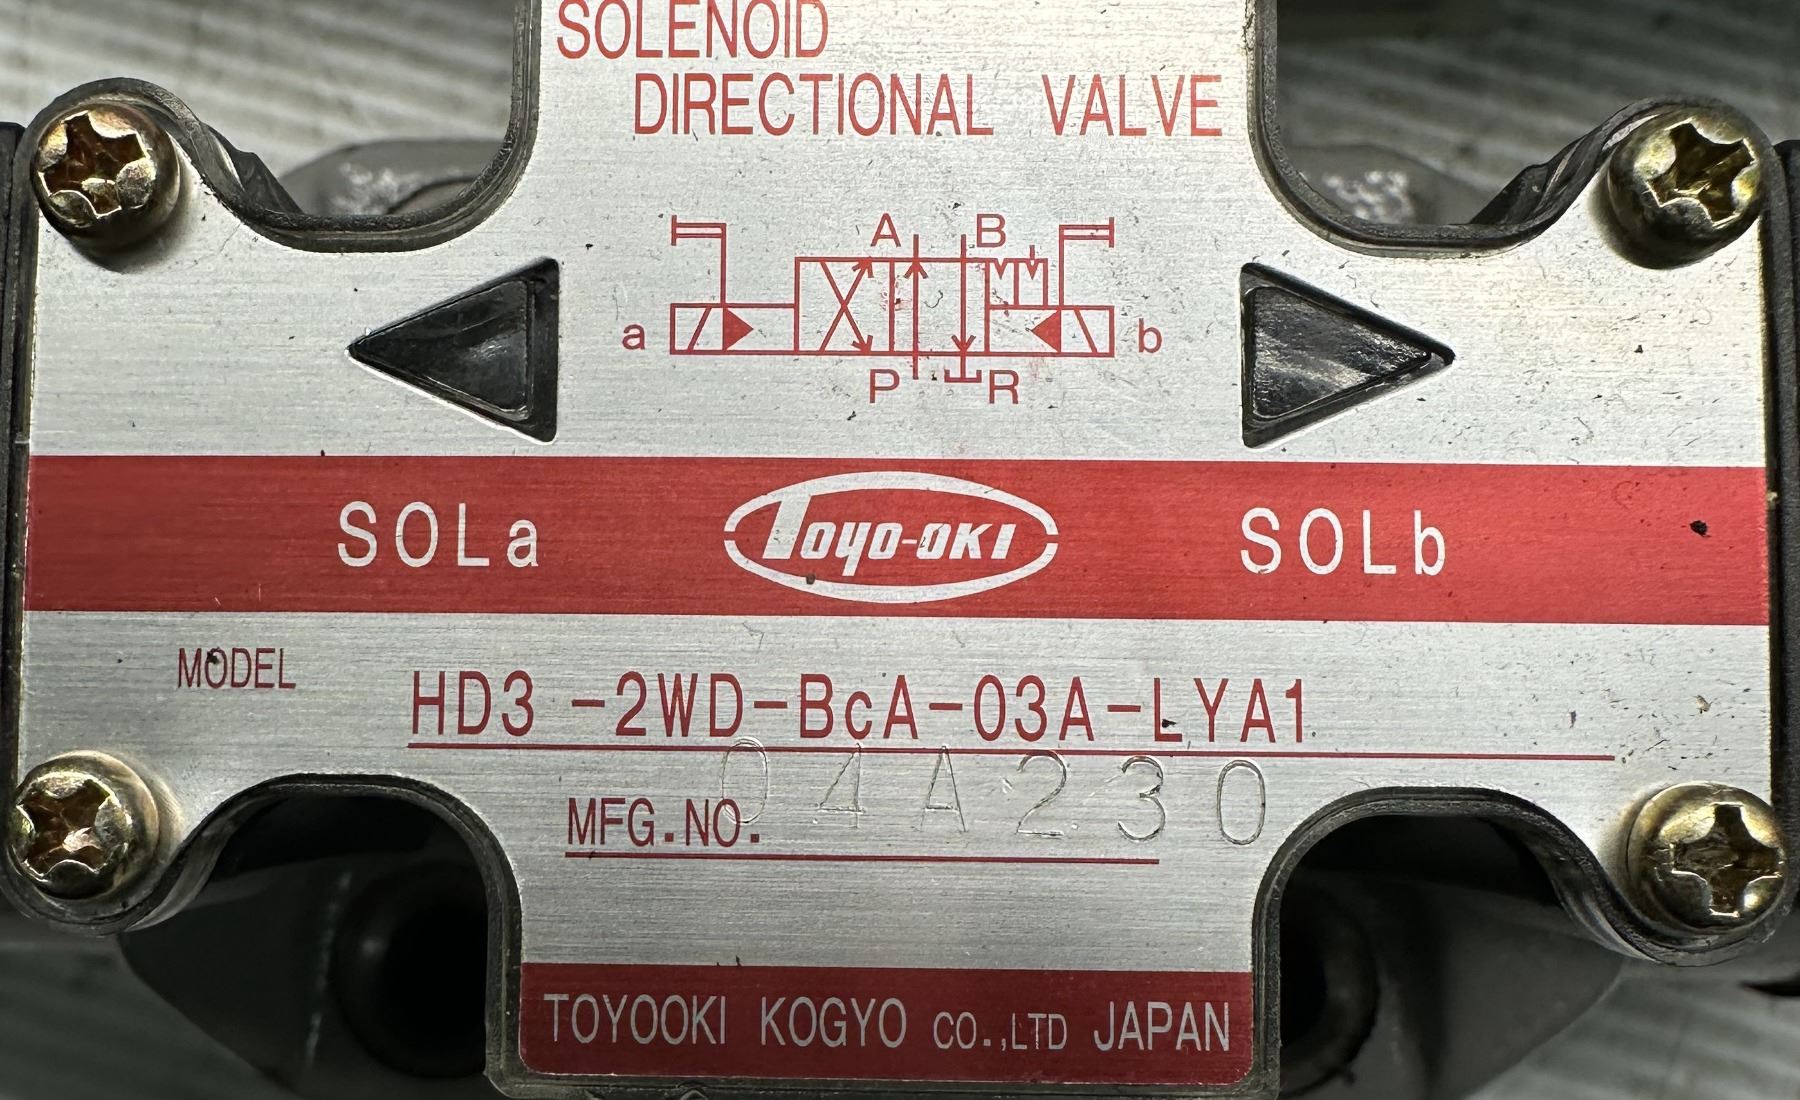 SOLENOID
DIRECTIONAL VALVE
A B
a b
P R
SOLa TOYO-OKI SOLb
MODEL HD3-2WD-BcA-03A-LYA1
MFG.NO. 04A230
TOYOOKI KOGYO CO.,LTD JAPAN